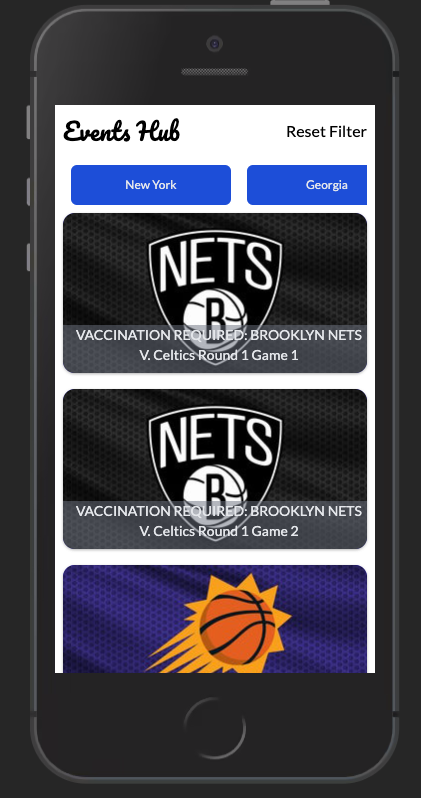 Events Hub
Reset Filter
New York
Georgia
NETS
B
VACCINATION REQUIRED: BROOKLYN NETS
V. Celtics Round 1 Game 1
NETS
B
VACCINATION REQUIRED: BROOKLYN NETS
V. Celtics Round 1 Game 2